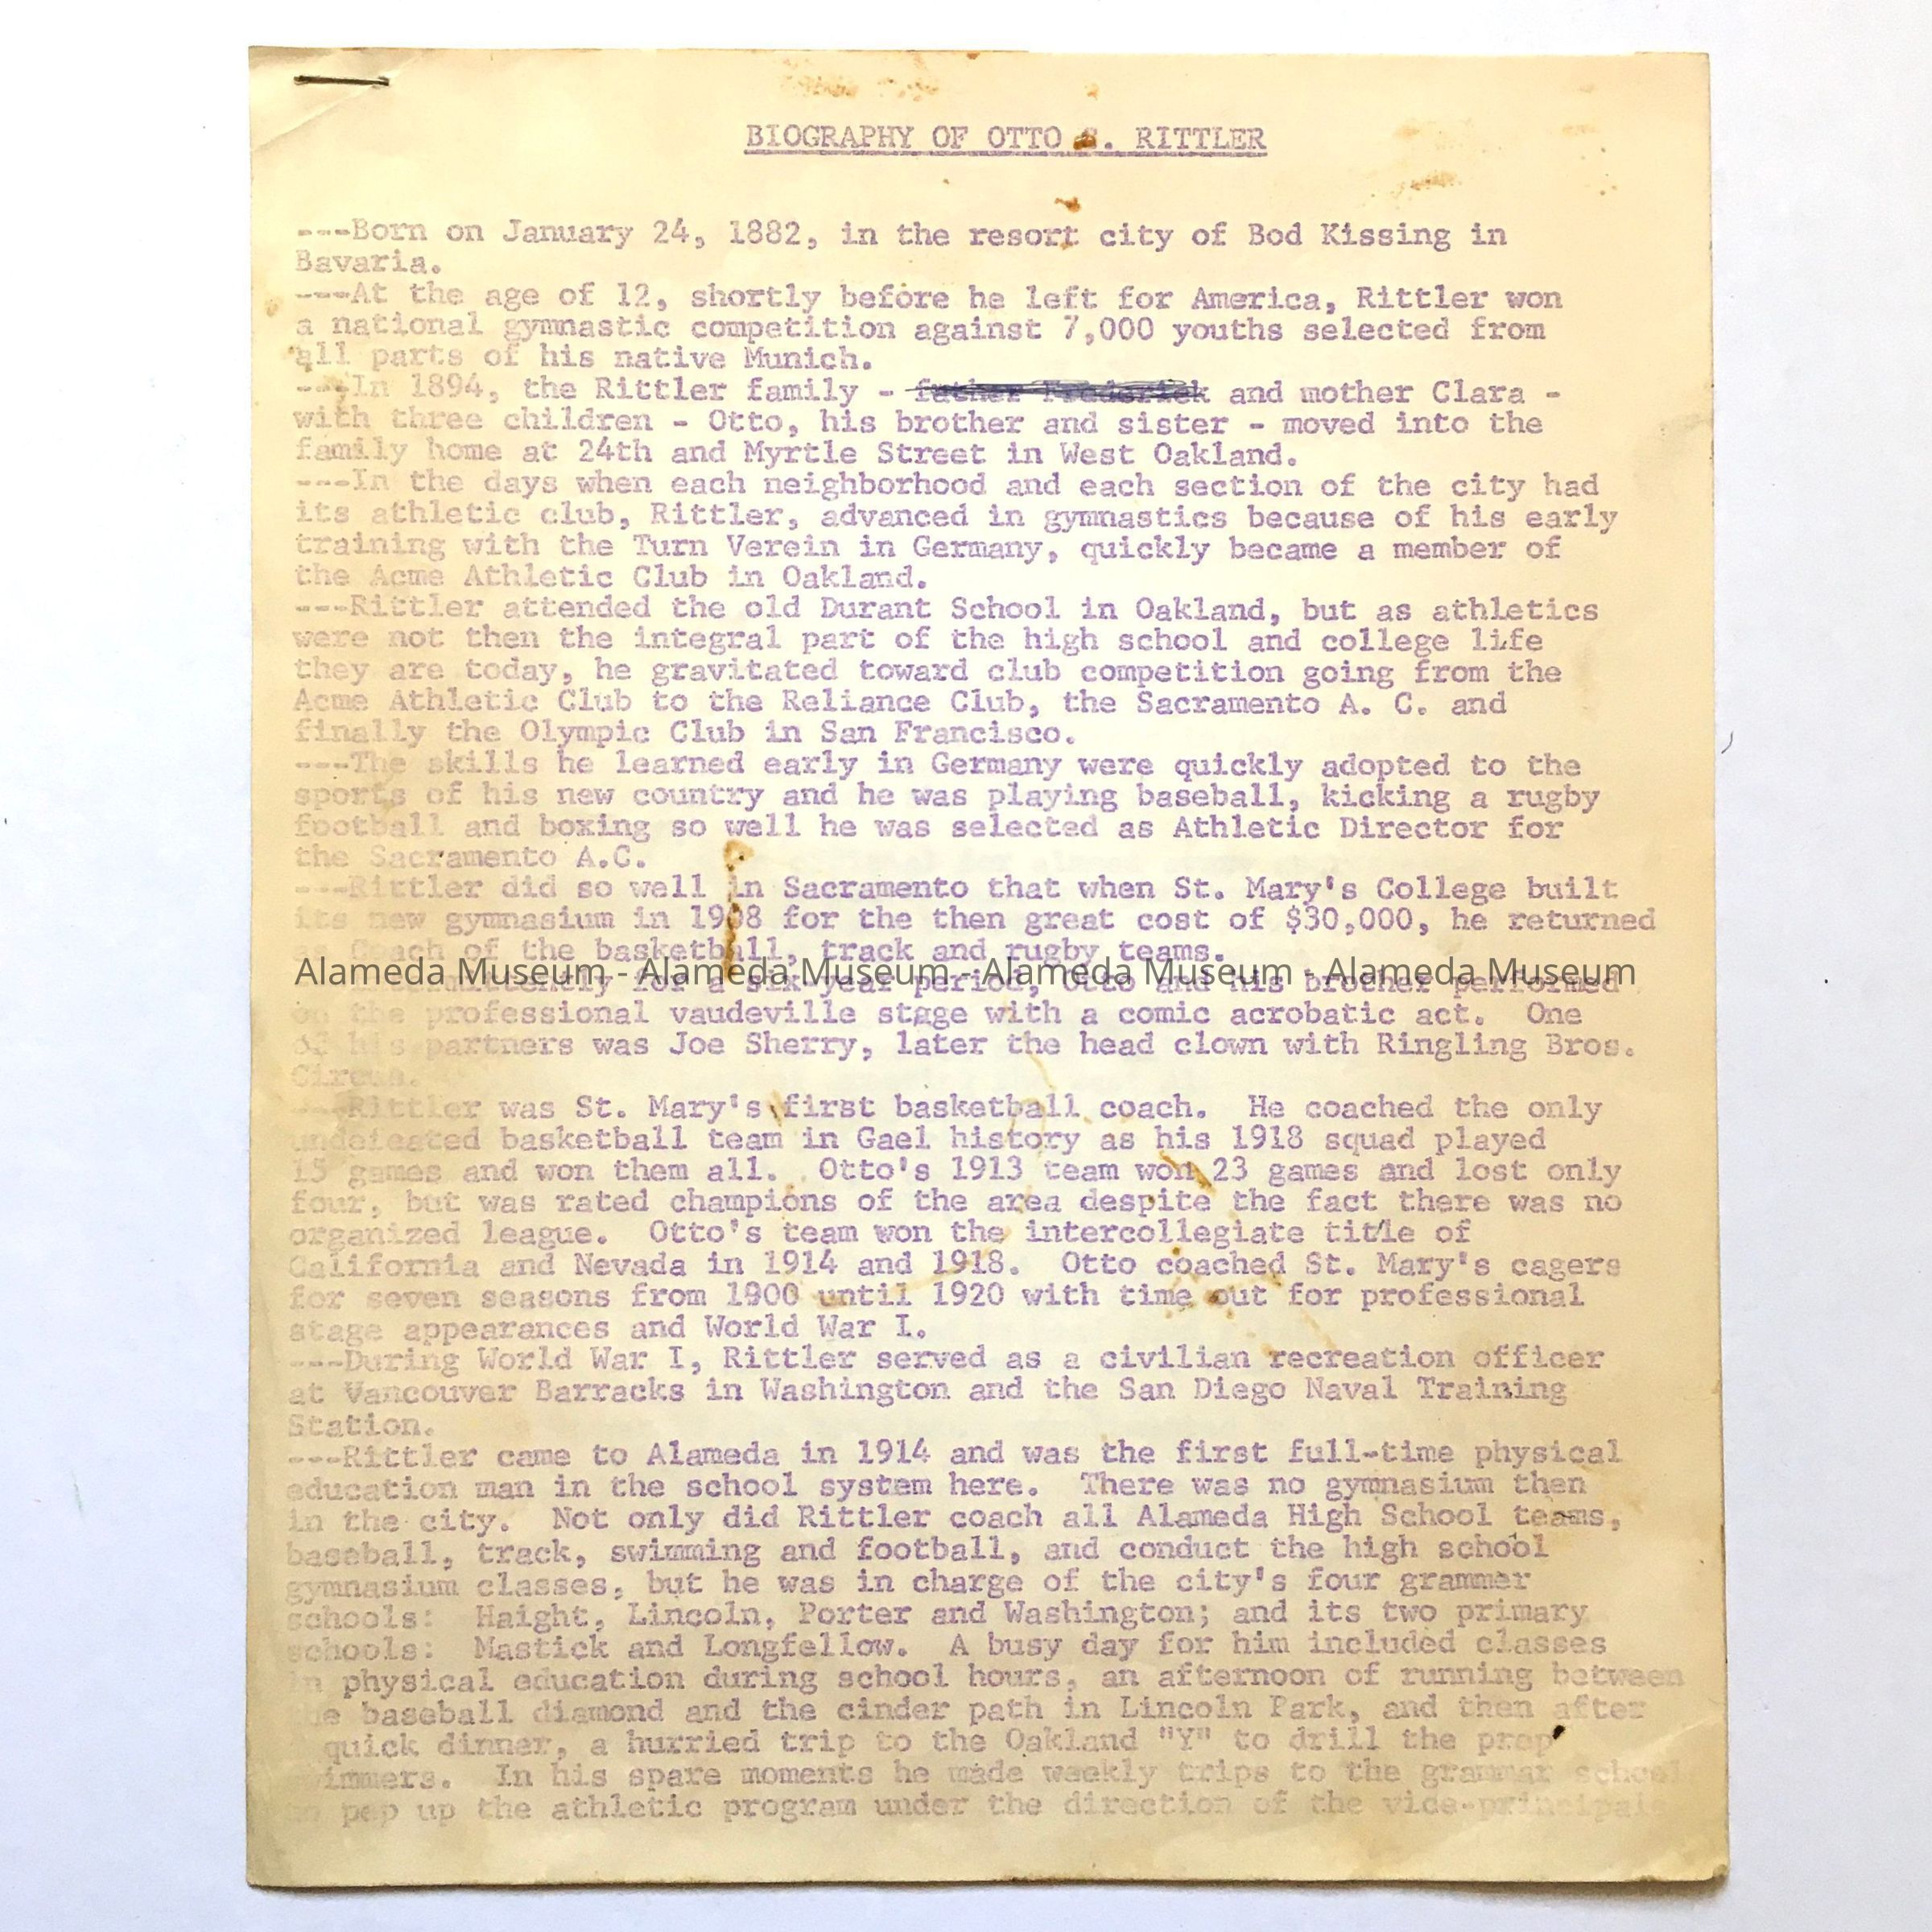 BIOGRAPHY OF OTTO S. RITTLER
---Born on January 24, 1882, in the resort city of Bod Kissing in
Bavaria.
---At the age of 12, shortly before he left for America, Rittler won
a national gymnastic competition against 7,000 youths selected from
all parts of his native Munich.
---In 1894, the Rittler family - father Frederick and mother Clara -
with three children - Otto, his brother and sister - moved into the
family home at 24th and Myrtle Street in West Oakland.
---In the days when each neighborhood and each section of the city had
its athletic club, Rittler, advanced in gymnastics because of his early
training with the Turn Verein in Germany, quickly became a member of
the Acme Athletic Club in Oakland.
---Rittler attended the old Durant School in Oakland, but as athletics
were not then the integral part of the high school and college life
they are today, he gravitated toward club competition going from the
Acme Athletic Club to the Reliance Club, the Sacramento A. C. and
finally the Olympic Club in San Francisco.
---The skills he learned early in Germany were quickly adopted to the
sports of his new country and he was playing baseball, kicking a rugby
football and boxing so well he was selected as Athletic Director for
the Sacramento A.C.
---Rittler did so well in Sacramento that when St. Mary's College built
its new gymnasium in 1908 for the then great cost of $30,000, he returned
as Coach of the basketball, track and rugby teams.
Alameda Museum - Alameda Museum - Alameda Museum - Alameda Museum
for a six-year period, Otto and his brother performed
on the professional vaudeville stage with a comic acrobatic act. One
of his partners was Joe Sherry, later the head clown with Ringling Bros.
Circus.
---Rittler was St. Mary's first basketball coach. He coached the only
undefeated basketball team in Gael history as his 1918 squad played
15 games and won them all. Otto's 1913 team won 23 games and lost only
four, but was rated champions of the area despite the fact there was no
organized league. Otto's team won the intercollegiate title of
California and Nevada in 1914 and 1918. Otto coached St. Mary's cagers
for seven seasons from 1900 until 1920 with time out for professional
stage appearances and World War I.
---During World War I, Rittler served as a civilian recreation officer
at Vancouver Barracks in Washington and the San Diego Naval Training
Station.
---Rittler came to Alameda in 1914 and was the first full-time physical
education man in the school system here. There was no gymnasium then
in the city. Not only did Rittler coach all Alameda High School teams,
baseball, track, swimming and football, and conduct the high school
gymnasium classes, but he was in charge of the city's four grammer
schools: Haight, Lincoln, Porter and Washington; and its two primary
schools: Mastick and Longfellow. A busy day for him included classes
in physical education during school hours, an afternoon of running between
the baseball diamond and the cinder path in Lincoln Park, and then after
quick dinner, a hurried trip to the Oakland "Y" to drill the prep
swimmers. In his spare moments he made weekly trips to the grammar school
to pep up the athletic program under the direction of the vice-principals